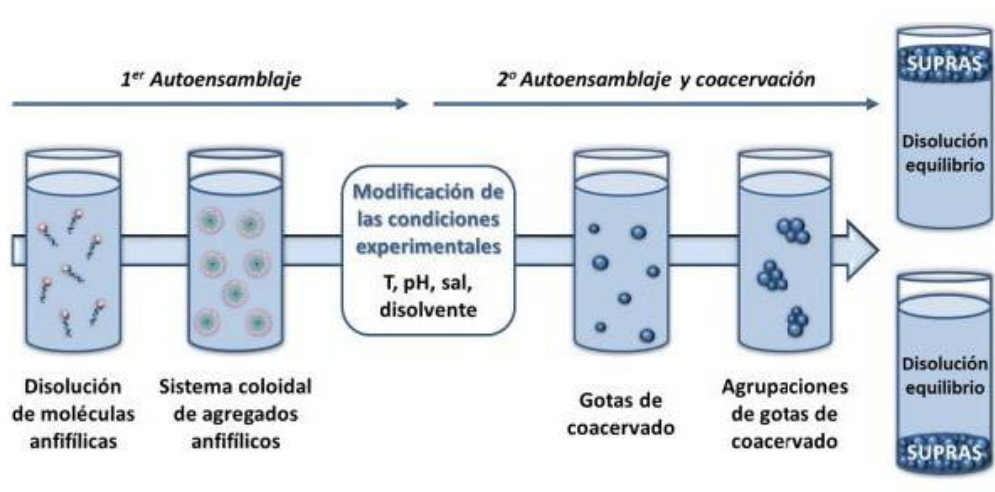 1er Autoensamblaje
2o Autoensamblaje y coacervación
SUPRAS
Disolución
equilibrio
Modificación de
las condiciones
experimentales
T, pH, sal,
disolvente
Disolución
de moléculas
anfifílicas
Sistema coloidal
de agregados
anfifílicos
Gotas de
coacervado
Agrupaciones
de gotas de
coacervado
Disolución
equilibrio
SUPRAS